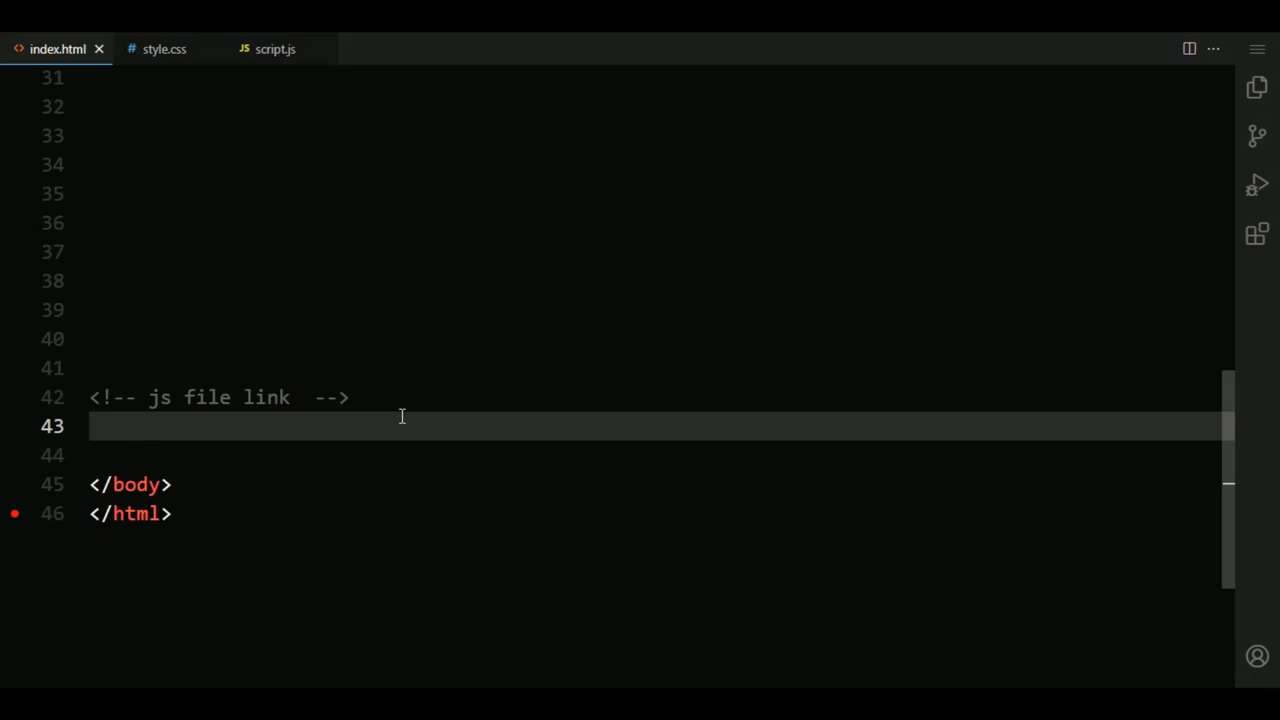 <> index.html ×
# style.css
JS script.js
31
32
33
34
35
36
37
38
39
40
41
42 <!-- js file link  -->
43
44
45 </body>
46 </html>